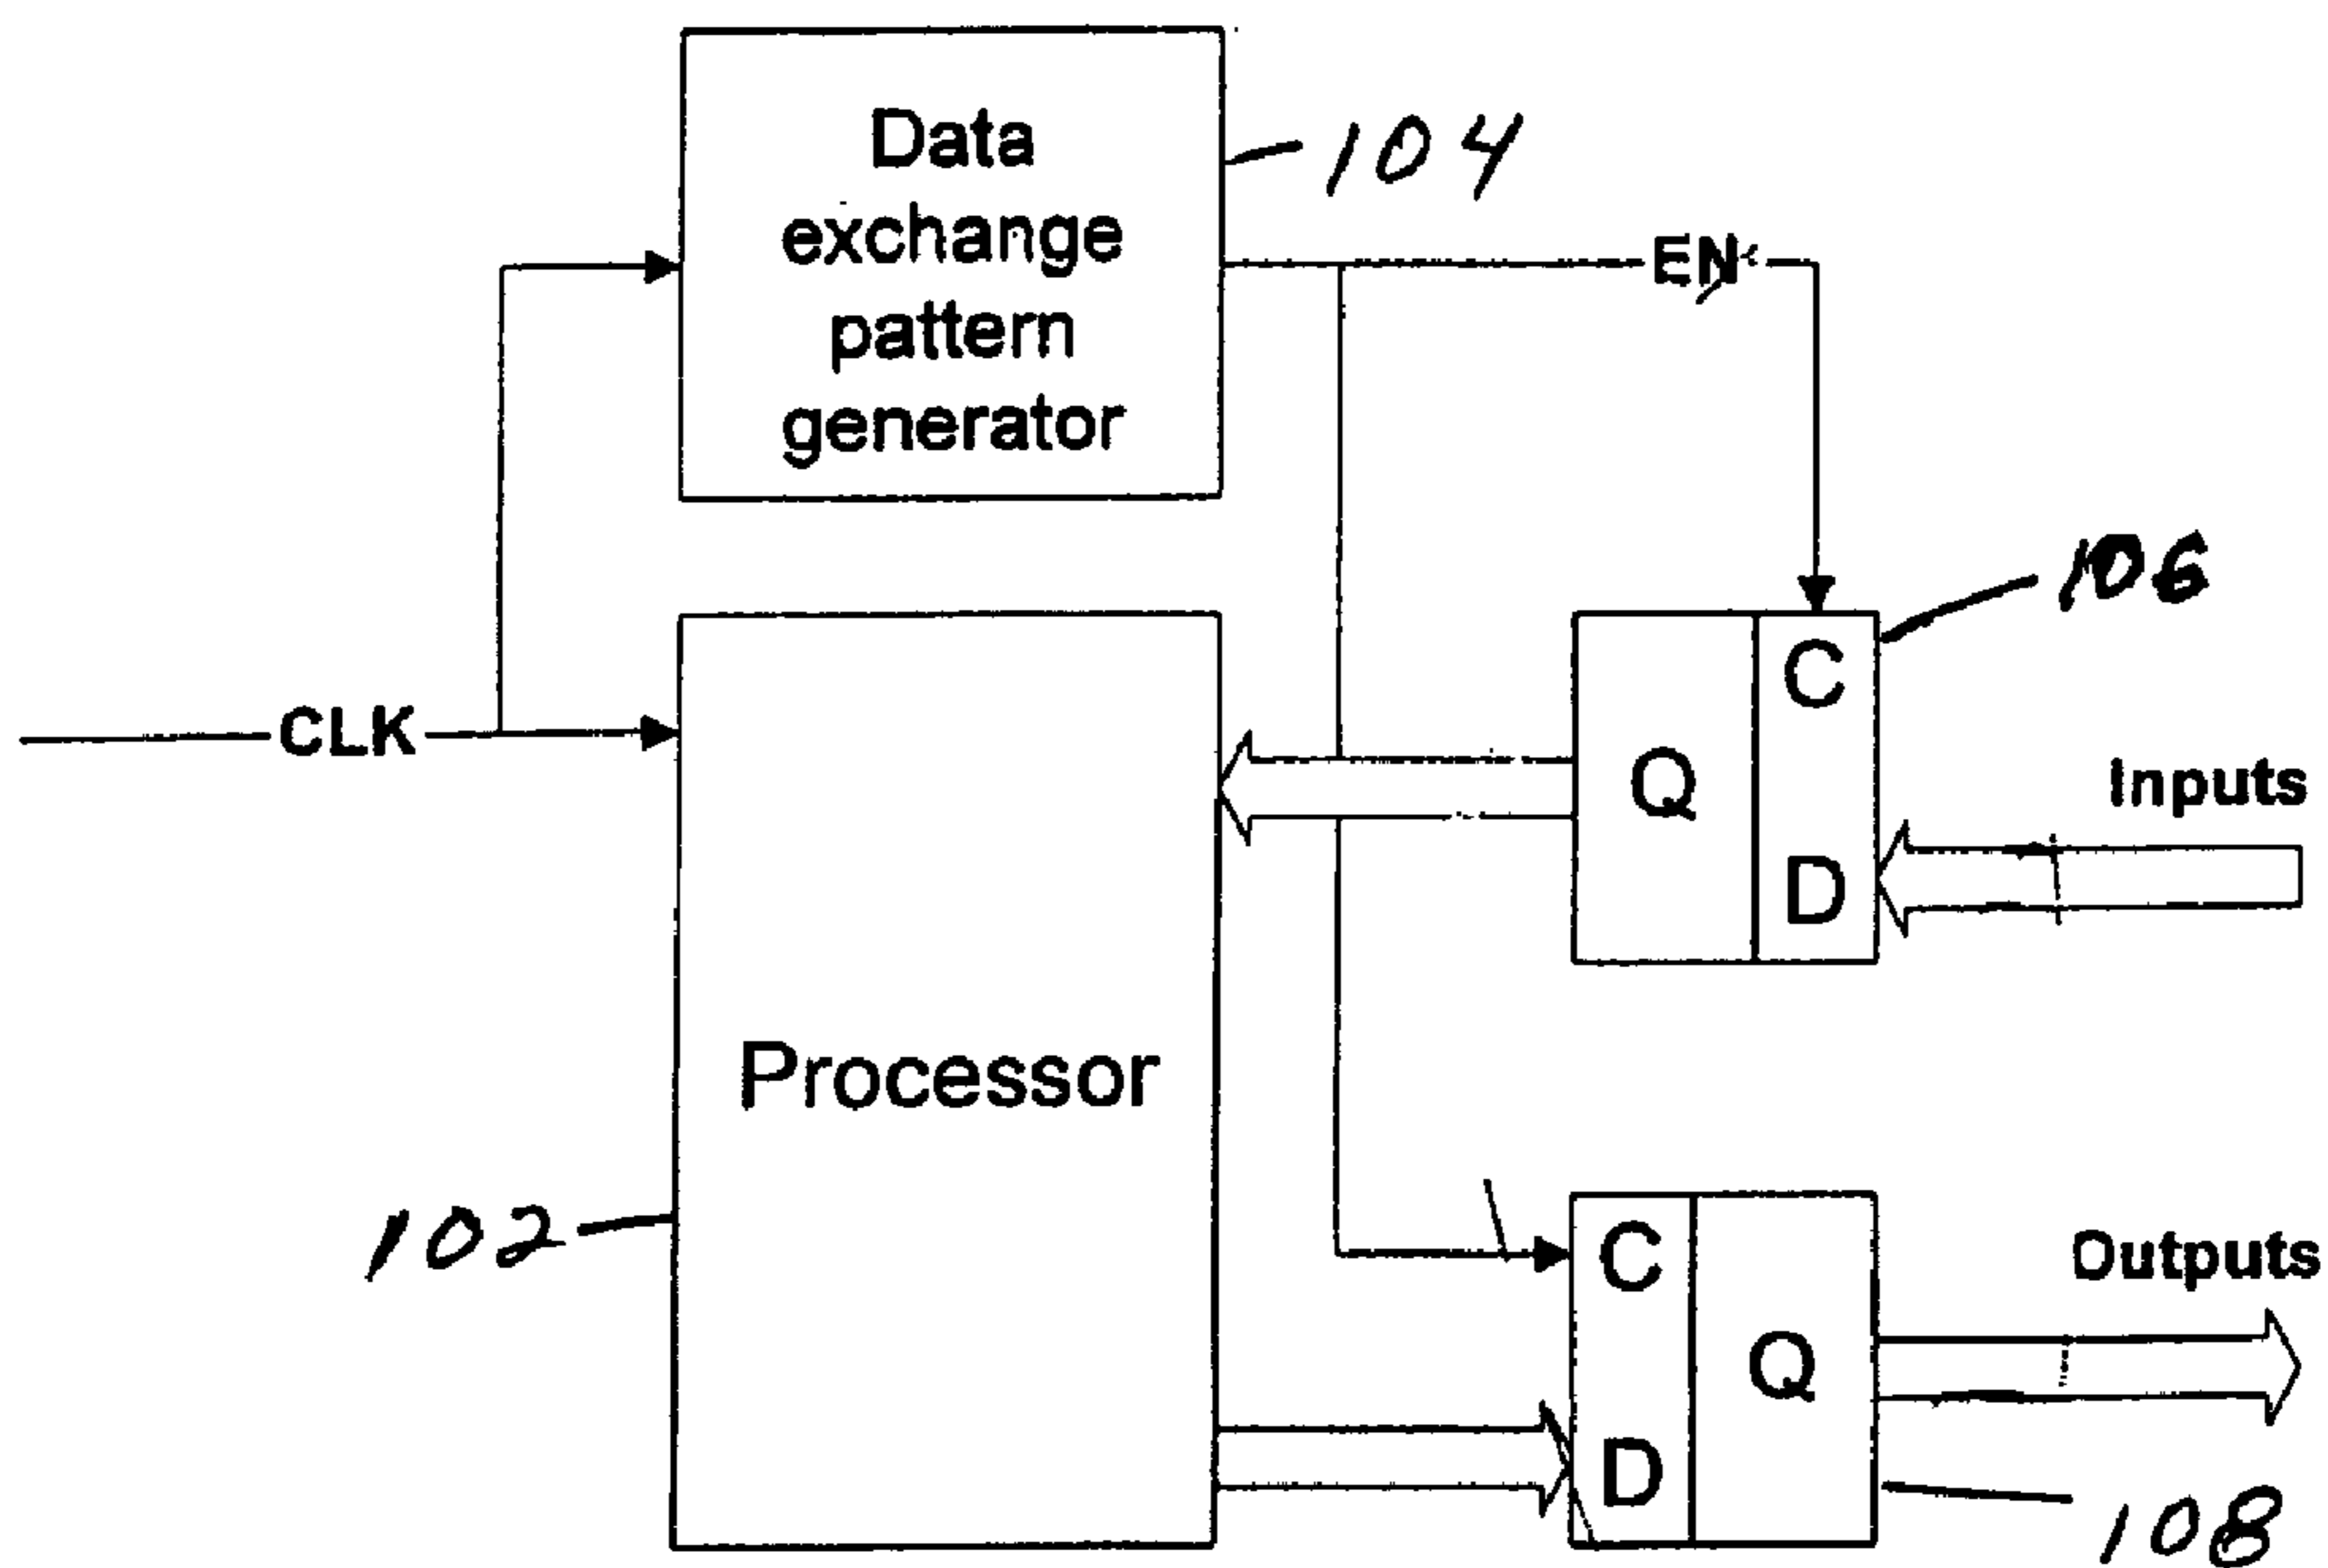 Data
exchange
pattern
generator
104
EN
106
CLK
C
Q
D
Inputs
Processor
102
C
Q
D
Outputs
108